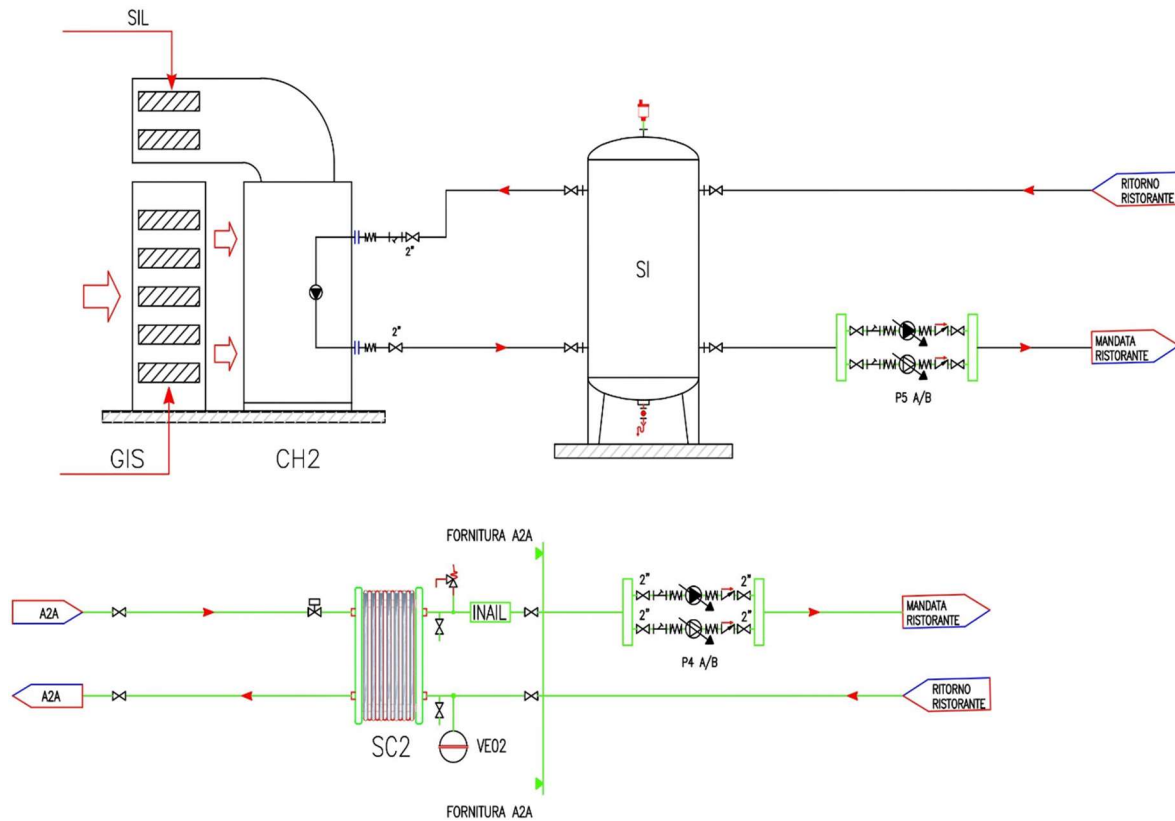 SIL
RITORNO
RISTORANTE
2"
SI
2"
MANDATA
RISTORANTE
P5 A/B
GIS
CH2
FORNITURA A2A
2"
2"
A2A
INAIL
MANDATA
RISTORANTE
2"
2"
P4 A/B
A2A
RITORNO
RISTORANTE
SC2
VE02
FORNITURA A2A